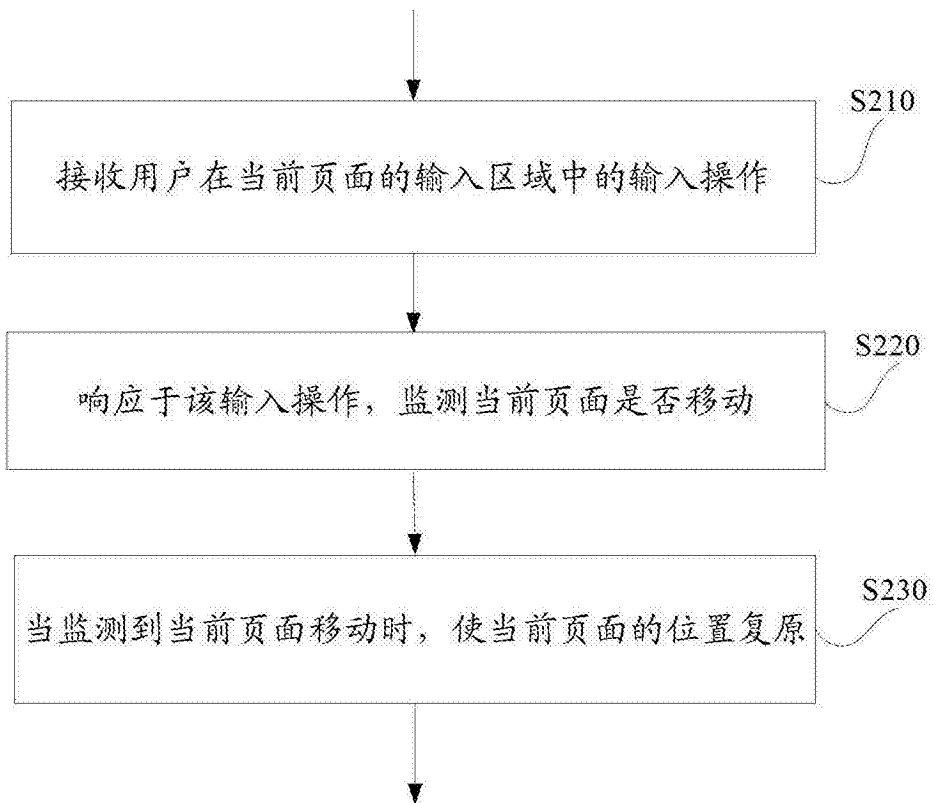 S210
接收用户在当前页面的输入区域中的输入操作
S220
响应于该输入操作，监测当前页面是否移动
S230
当监测到当前页面移动时，使当前页面的位置复原